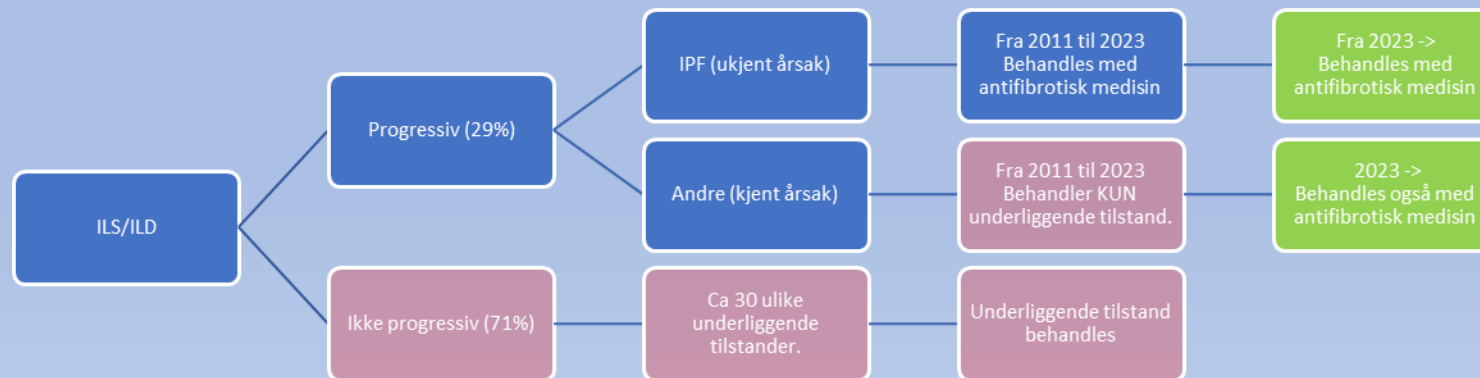 ILS/ILD
Progressiv (29%)
IPF (ukjent årsak)
Fra 2011 til 2023
Behandles med
antifibrotisk medisin
Fra 2023 ->
Behandles med
antifibrotisk medisin
Andre (kjent årsak)
Fra 2011 til 2023
Behandler KUN
underliggende tilstand.
2023 ->
Behandles også med
antifibrotisk medisin
Ikke progressiv (71%)
Ca 30 ulike
underliggende
tilstander.
Underliggende tilstand
behandles